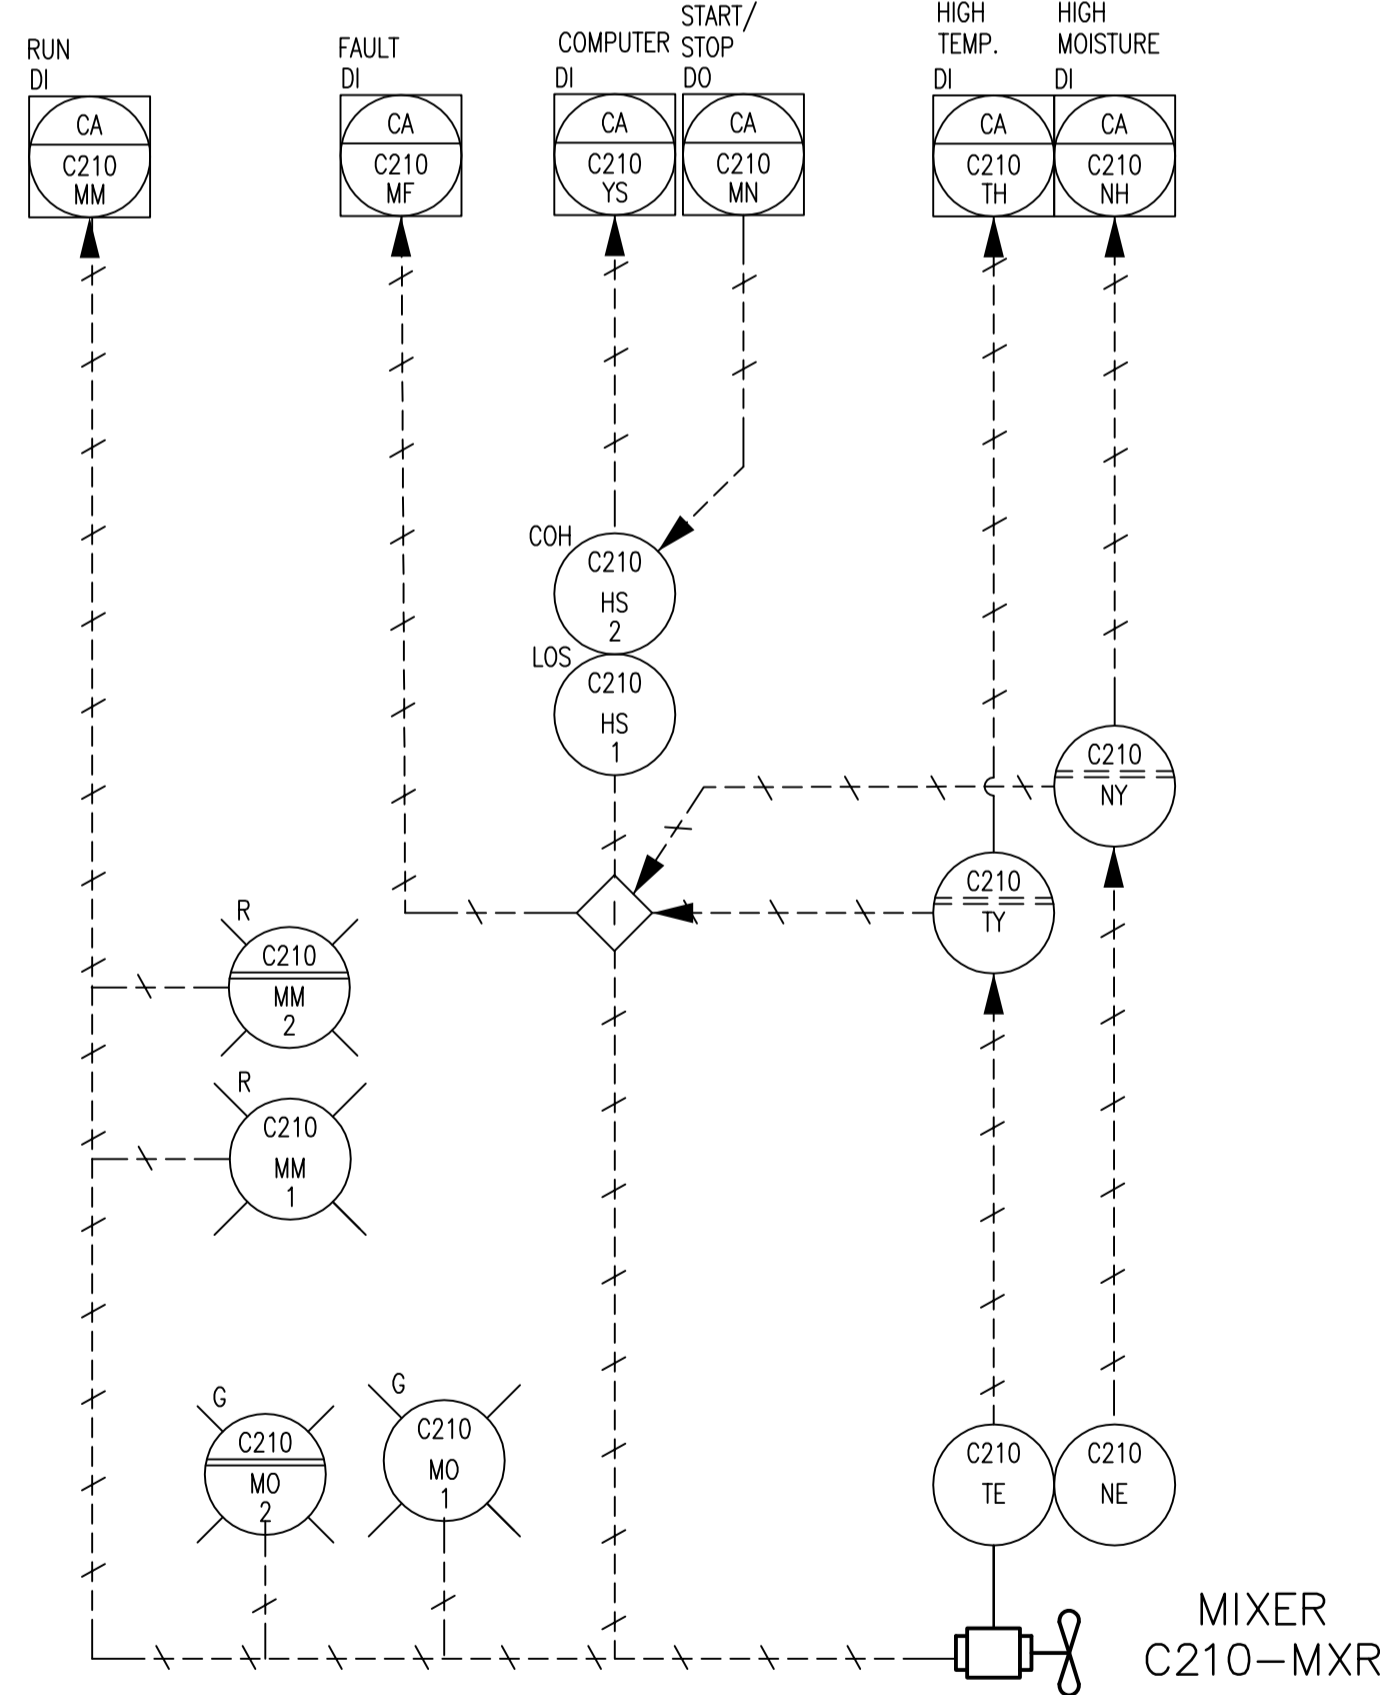 RUN
DI
CA
C210
MM
FAULT
DI
CA
C210
MF
COMPUTER
DI
CA
C210
YS
START/
STOP
DO
CA
C210
MN
HIGH
TEMP.
DI
CA
C210
TH
HIGH
MOISTURE
DI
CA
C210
NH
COH
C210
HS
2
LOS
C210
HS
1
C210
NY
C210
TY
I
R
C210
MM
2
R
C210
MM
1
G
C210
MO
2
G
C210
MO
1
C210
TE
C210
NE
MIXER
C210-MXR